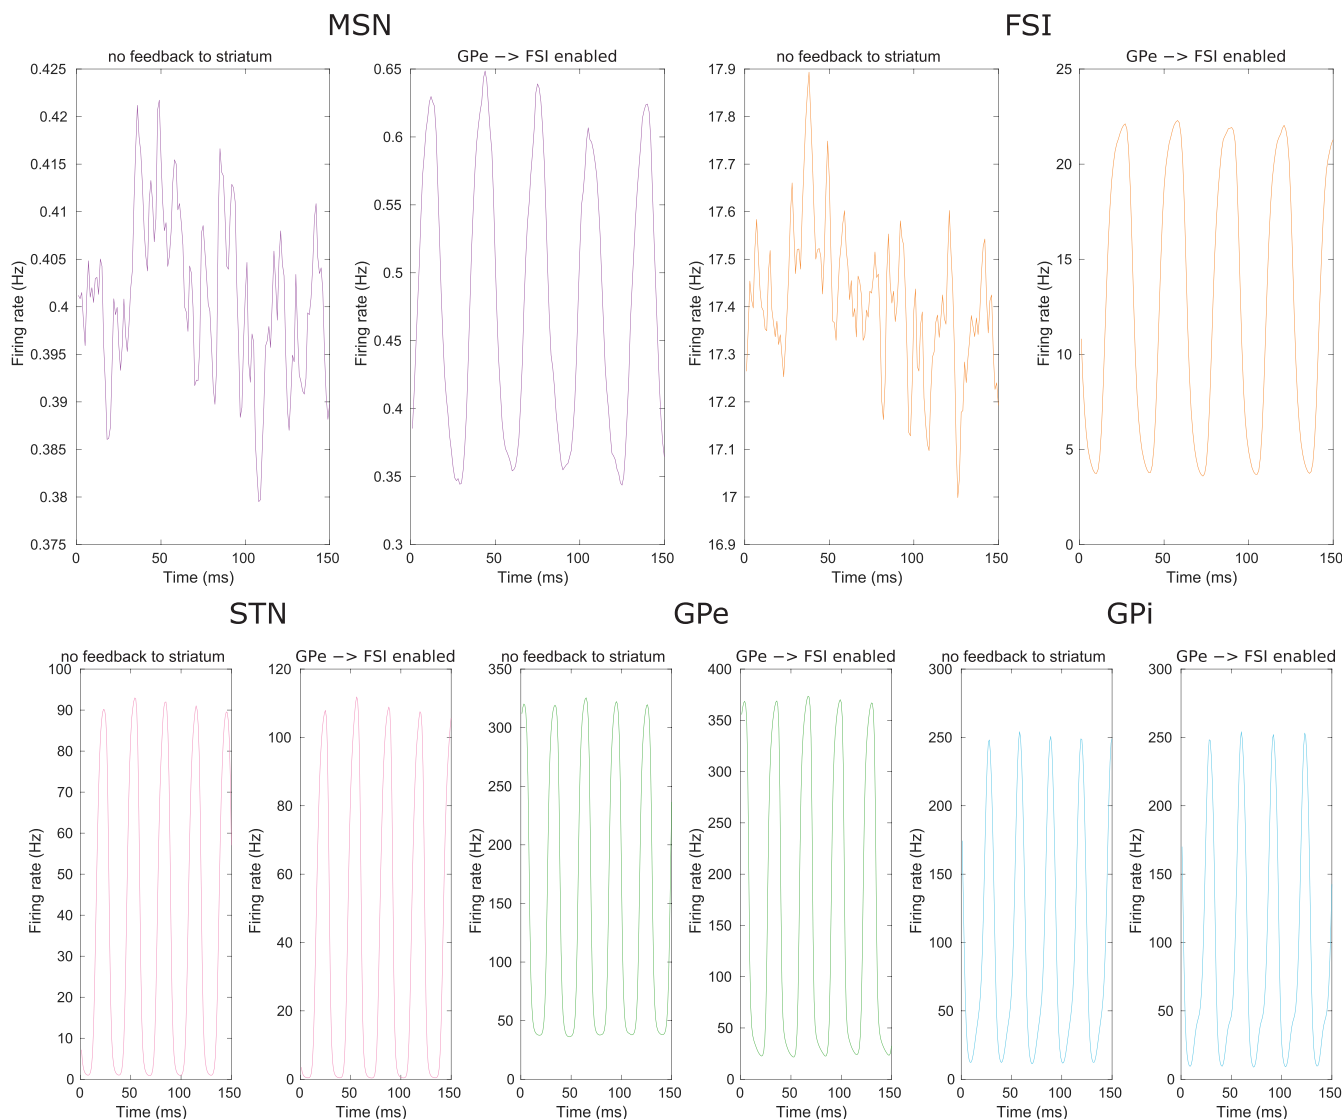 MSN
FSI
no feedback to striatum
GPe −> FSI enabled
no feedback to striatum
GPe −> FSI enabled
0.425
0.42
0.415
0.41
0.405
0.4
0.395
0.39
0.385
0.38
0.375
Firing rate (Hz)
0 50 100 150
Time (ms)
0.65
0.6
0.55
0.5
0.45
0.4
0.35
0.3
Firing rate (Hz)
0 50 100 150
Time (ms)
17.9
17.8
17.7
17.6
17.5
17.4
17.3
17.2
17.1
17
16.9
Firing rate (Hz)
0 50 100 150
Time (ms)
25
20
15
10
5
0
Firing rate (Hz)
0 50 100 150
Time (ms)
STN
GPe
GPi
no feedback to striatum
GPe −> FSI enabled
no feedback to striatum
GPe −> FSI enabled
no feedback to striatum
GPe −> FSI enabled
100
90
80
70
60
50
40
30
20
10
0
Firing rate (Hz)
0 50 100 150
Time (ms)
120
100
80
60
40
20
0
Firing rate (Hz)
0 50 100 150
Time (ms)
350
300
250
200
150
100
50
0
Firing rate (Hz)
0 50 100 150
Time (ms)
400
350
300
250
200
150
100
50
0
Firing rate (Hz)
0 50 100 150
Time (ms)
300
250
200
150
100
50
0
Firing rate (Hz)
0 50 100 150
Time (ms)
300
250
200
150
100
50
0
Firing rate (Hz)
0 50 100 150
Time (ms)